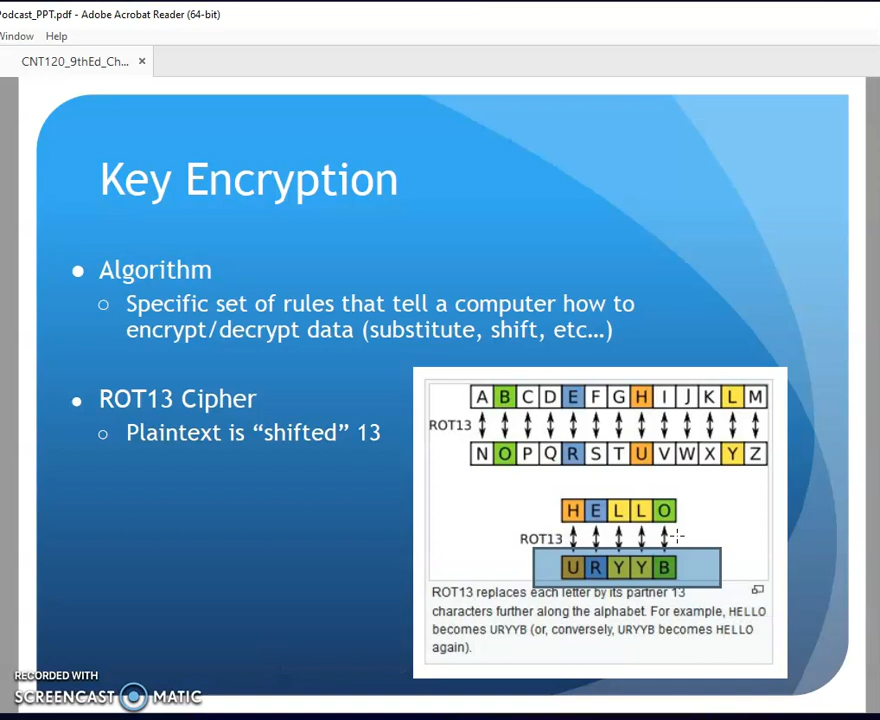 Podcast_PPT.pdf - Adobe Acrobat Reader (64-bit)
Window Help
CNT120_9thEd_Ch... ×
Key Encryption
● Algorithm
○ Specific set of rules that tell a computer how to
encrypt/decrypt data (substitute, shift, etc…)
● ROT13 Cipher
○ Plaintext is “shifted” 13
A B C D E F G H I J K L M
ROT13
N O P Q R S T U V W X Y Z
H E L L O
ROT13
U R Y Y B
ROT13 replaces each letter by its partner 13
characters further along the alphabet. For example, HELLO
becomes URYYB (or, conversely, URYYB becomes HELLO
again).
RECORDED WITH
SCREENCAST MATIC